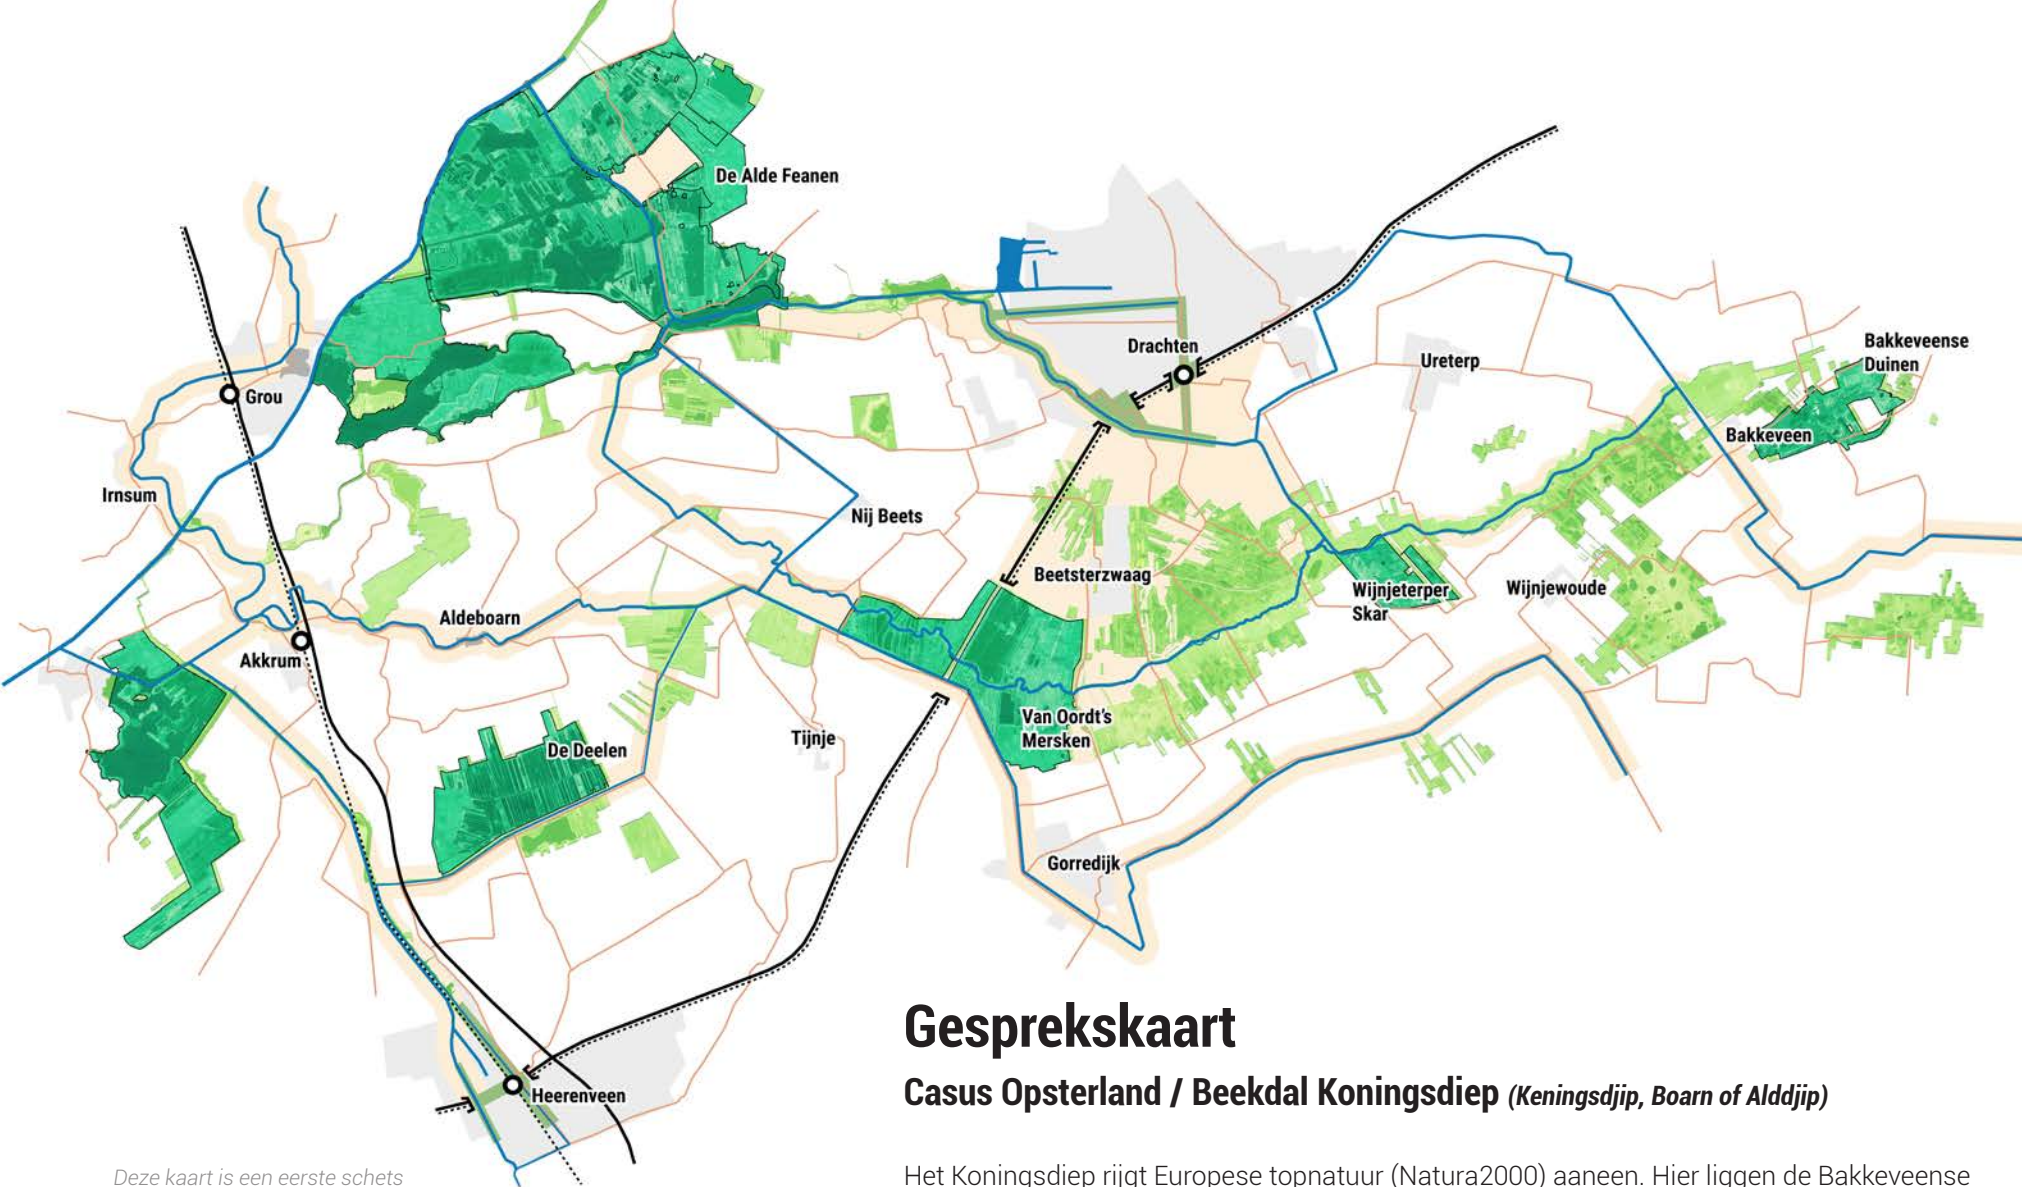 De Alde Feanen
Drachten
Bakkeveense
Duinen
Ureterp
Grou
Bakkeveen
Irnsum
Nij Beets
Beetsterzwaag
Wijnjeterper
Skar
Wijnjewoude
Aldeboarn
Akkrum
Van Oordt's
Mersken
Tijnje
De Deelen
Gorredijk
Heerenveen
Gesprekskaart
Casus Opsterland / Beekdal Koningsdiep (Keningsdjip, Boarn of Alddjip)
Deze kaart is een eerste schets
Het Koningsdiep rijgt Europese topnatuur (Natura2000) aaneen. Hier liggen de Bakkeveense